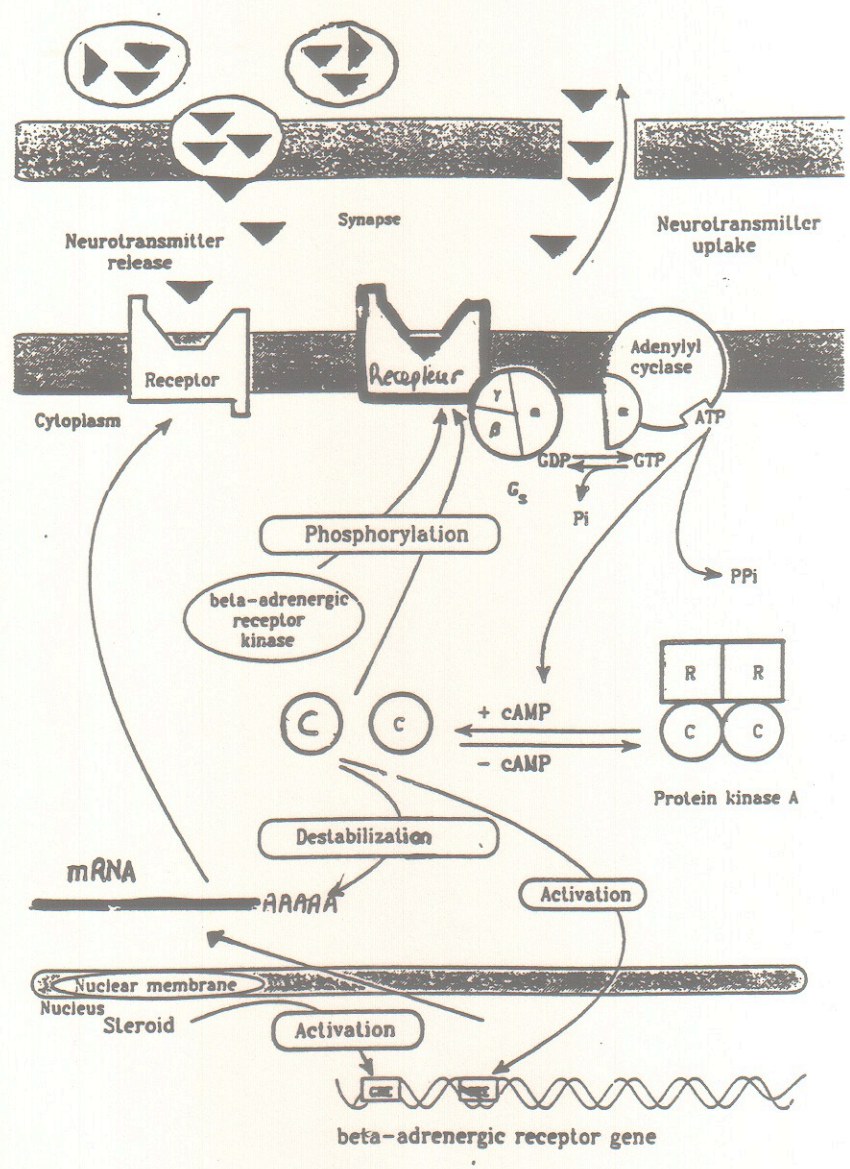 Synapse
Neurotransmitter
release
Neurotransmitter
uptake
Receptor
Recepteur
Adenylyl
cyclase
Cytoplasm
γ
β
α
α
ATP
GDP
GTP
Gs
Pi
Phosphorylation
PPi
beta-adrenergic
receptor
kinase
R
R
C
C
C
C
+ cAMP
- cAMP
Protein kinase A
Destabilization
mRNA
AAAAA
Activation
Nuclear membrane
Nucleus
Steroid
Activation
beta-adrenergic receptor gene